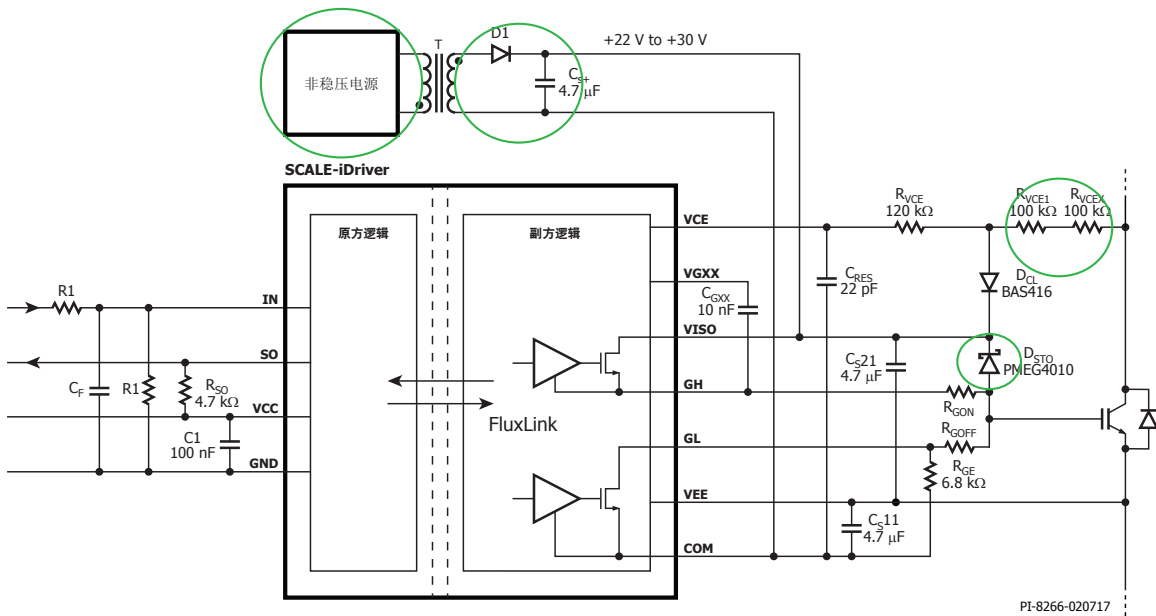 T
D1
+22 V to +30 V
非稳压电源
CS+
4.7 μF
SCALE-iDriver
原方逻辑
副方逻辑
VCE
RVCE
120 kΩ
RVCE1
100 kΩ
RVCEX
100 kΩ
VGXX
CRES
22 pF
DCL
BAS416
CGXX
10 nF
R1
IN
VISO
SO
CS21
4.7 μF
DSTO
PMEG4010
CF
R1
RSO
4.7 kΩ
GH
RGON
FluxLink
VCC
C1
100 nF
GL
RGOFF
RGE
6.8 kΩ
GND
VEE
CS11
4.7 μF
COM
PI-8266-020717